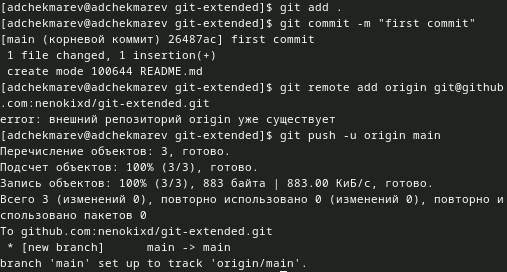 [adchekmarev@adchekmarev git-extended]$ git add .
[adchekmarev@adchekmarev git-extended]$ git commit -m "first commit"
[main (корневой коммит) 26487ac] first commit
 1 file changed, 1 insertion(+)
 create mode 100644 README.md
[adchekmarev@adchekmarev git-extended]$ git remote add origin git@github
.com:nenokixd/git-extended.git
error: внешний репозиторий origin уже существует
[adchekmarev@adchekmarev git-extended]$ git push -u origin main
Перечисление объектов: 3, готово.
Подсчет объектов: 100% (3/3), готово.
Запись объектов: 100% (3/3), 883 байта | 883.00 КиБ/с, готово.
Всего 3 (изменений 0), повторно использовано 0 (изменений 0), повторно и
спользовано пакетов 0
To github.com:nenokixd/git-extended.git
 * [new branch]      main -> main
branch 'main' set up to track 'origin/main'.